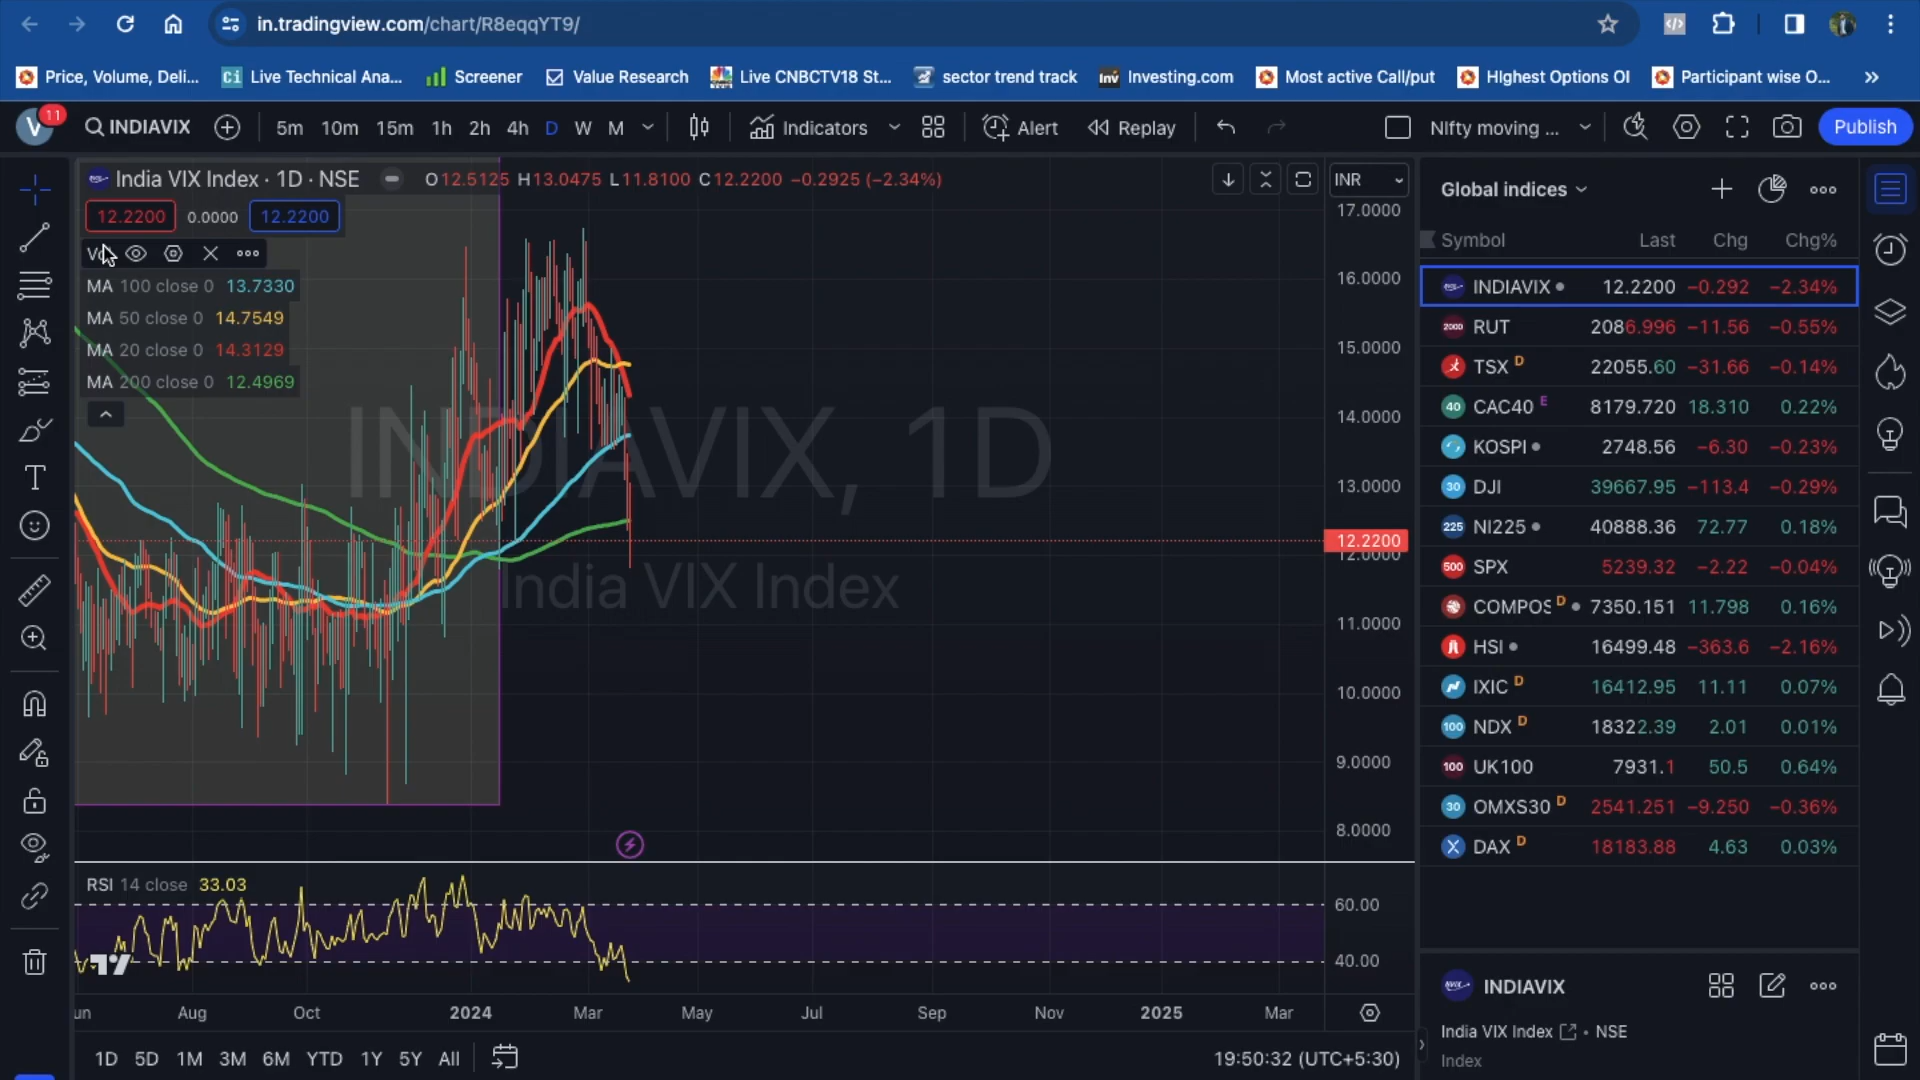 in.tradingview.com/chart/R8eqqYT9/
Price, Volume, Deli... Live Technical Ana... Screener Value Research Live CNBCTV18 St... sector trend track Investing.com Most active Call/put HIghest Options OI Participant wise O...
V 11 INDIAVIX 5m 10m 15m 1h 2h 4h D W M Indicators Alert Replay NIfty moving ... Publish
India VIX Index · 1D · NSE O12.5125 H13.0475 L11.8100 C12.2200 −0.2925 (−2.34%) INR
12.2200 0.0000 12.2200
MA 100 close 0 13.7330
MA 50 close 0 14.7549
MA 20 close 0 14.3129
MA 200 close 0 12.4969
INDIAVIX, 1D
India VIX Index
17.0000
16.0000
15.0000
14.0000
13.0000
12.2200
12.0000
11.0000
10.0000
9.0000
8.0000
RSI 14 close 33.03
60.00
40.00
Aug Oct 2024 Mar May Jul Sep Nov 2025 Mar
1D 5D 1M 3M 6M YTD 1Y 5Y All 19:50:32 (UTC+5:30)
Global indices
Symbol Last Chg Chg%
INDIAVIX 12.2200 −0.292 −2.34%
2000 RUT 2086.996 −11.56 −0.55%
TSX D 22055.60 −31.66 −0.14%
40 CAC40 E 8179.720 18.310 0.22%
KOSPI 2748.56 −6.30 −0.23%
30 DJI 39667.95 −113.4 −0.29%
225 NI225 40888.36 72.77 0.18%
500 SPX 5239.32 −2.22 −0.04%
COMPOS D 7350.151 11.798 0.16%
HSI 16499.48 −363.6 −2.16%
IXIC D 16412.95 11.11 0.07%
100 NDX D 18322.39 2.01 0.01%
100 UK100 7931.1 50.5 0.64%
30 OMXS30 D 2541.251 −9.250 −0.36%
X DAX D 18183.88 4.63 0.03%
INDIAVIX
India VIX Index • NSE
Index